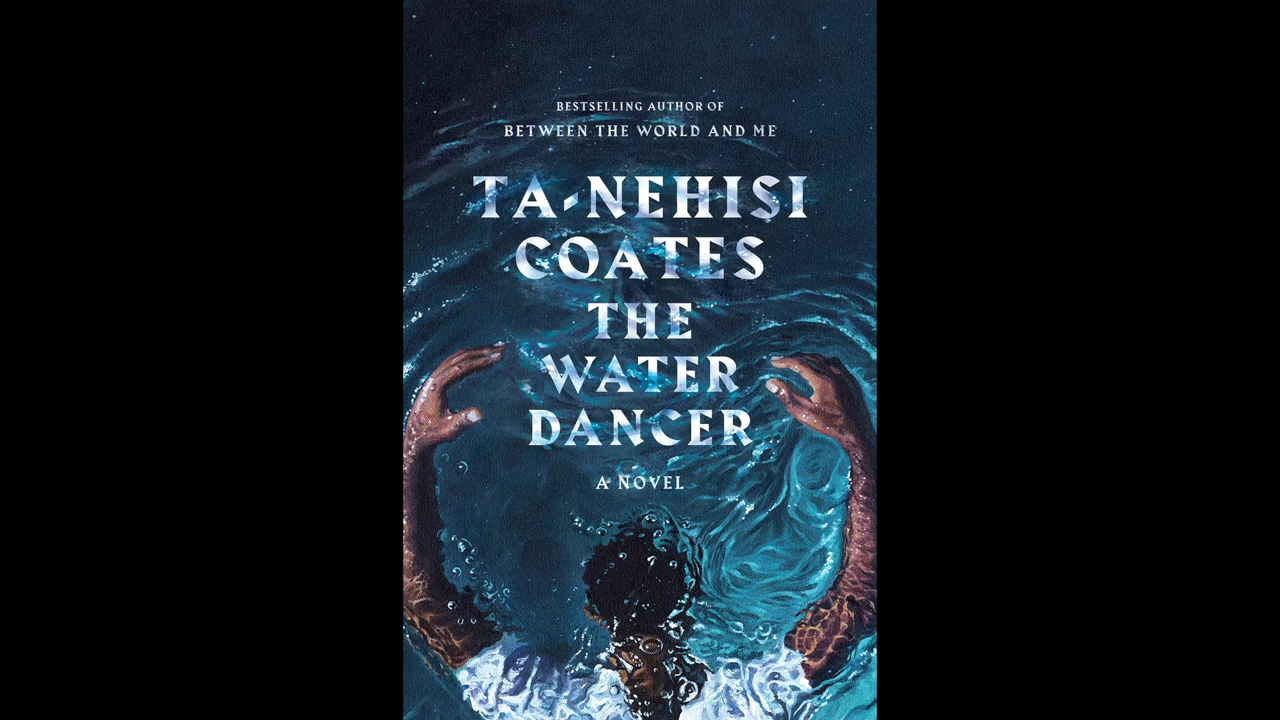 BESTSELLING AUTHOR OF
BETWEEN THE WORLD AND ME
TA-NEHISI
COATES
THE
WATER
DANCER
A NOVEL